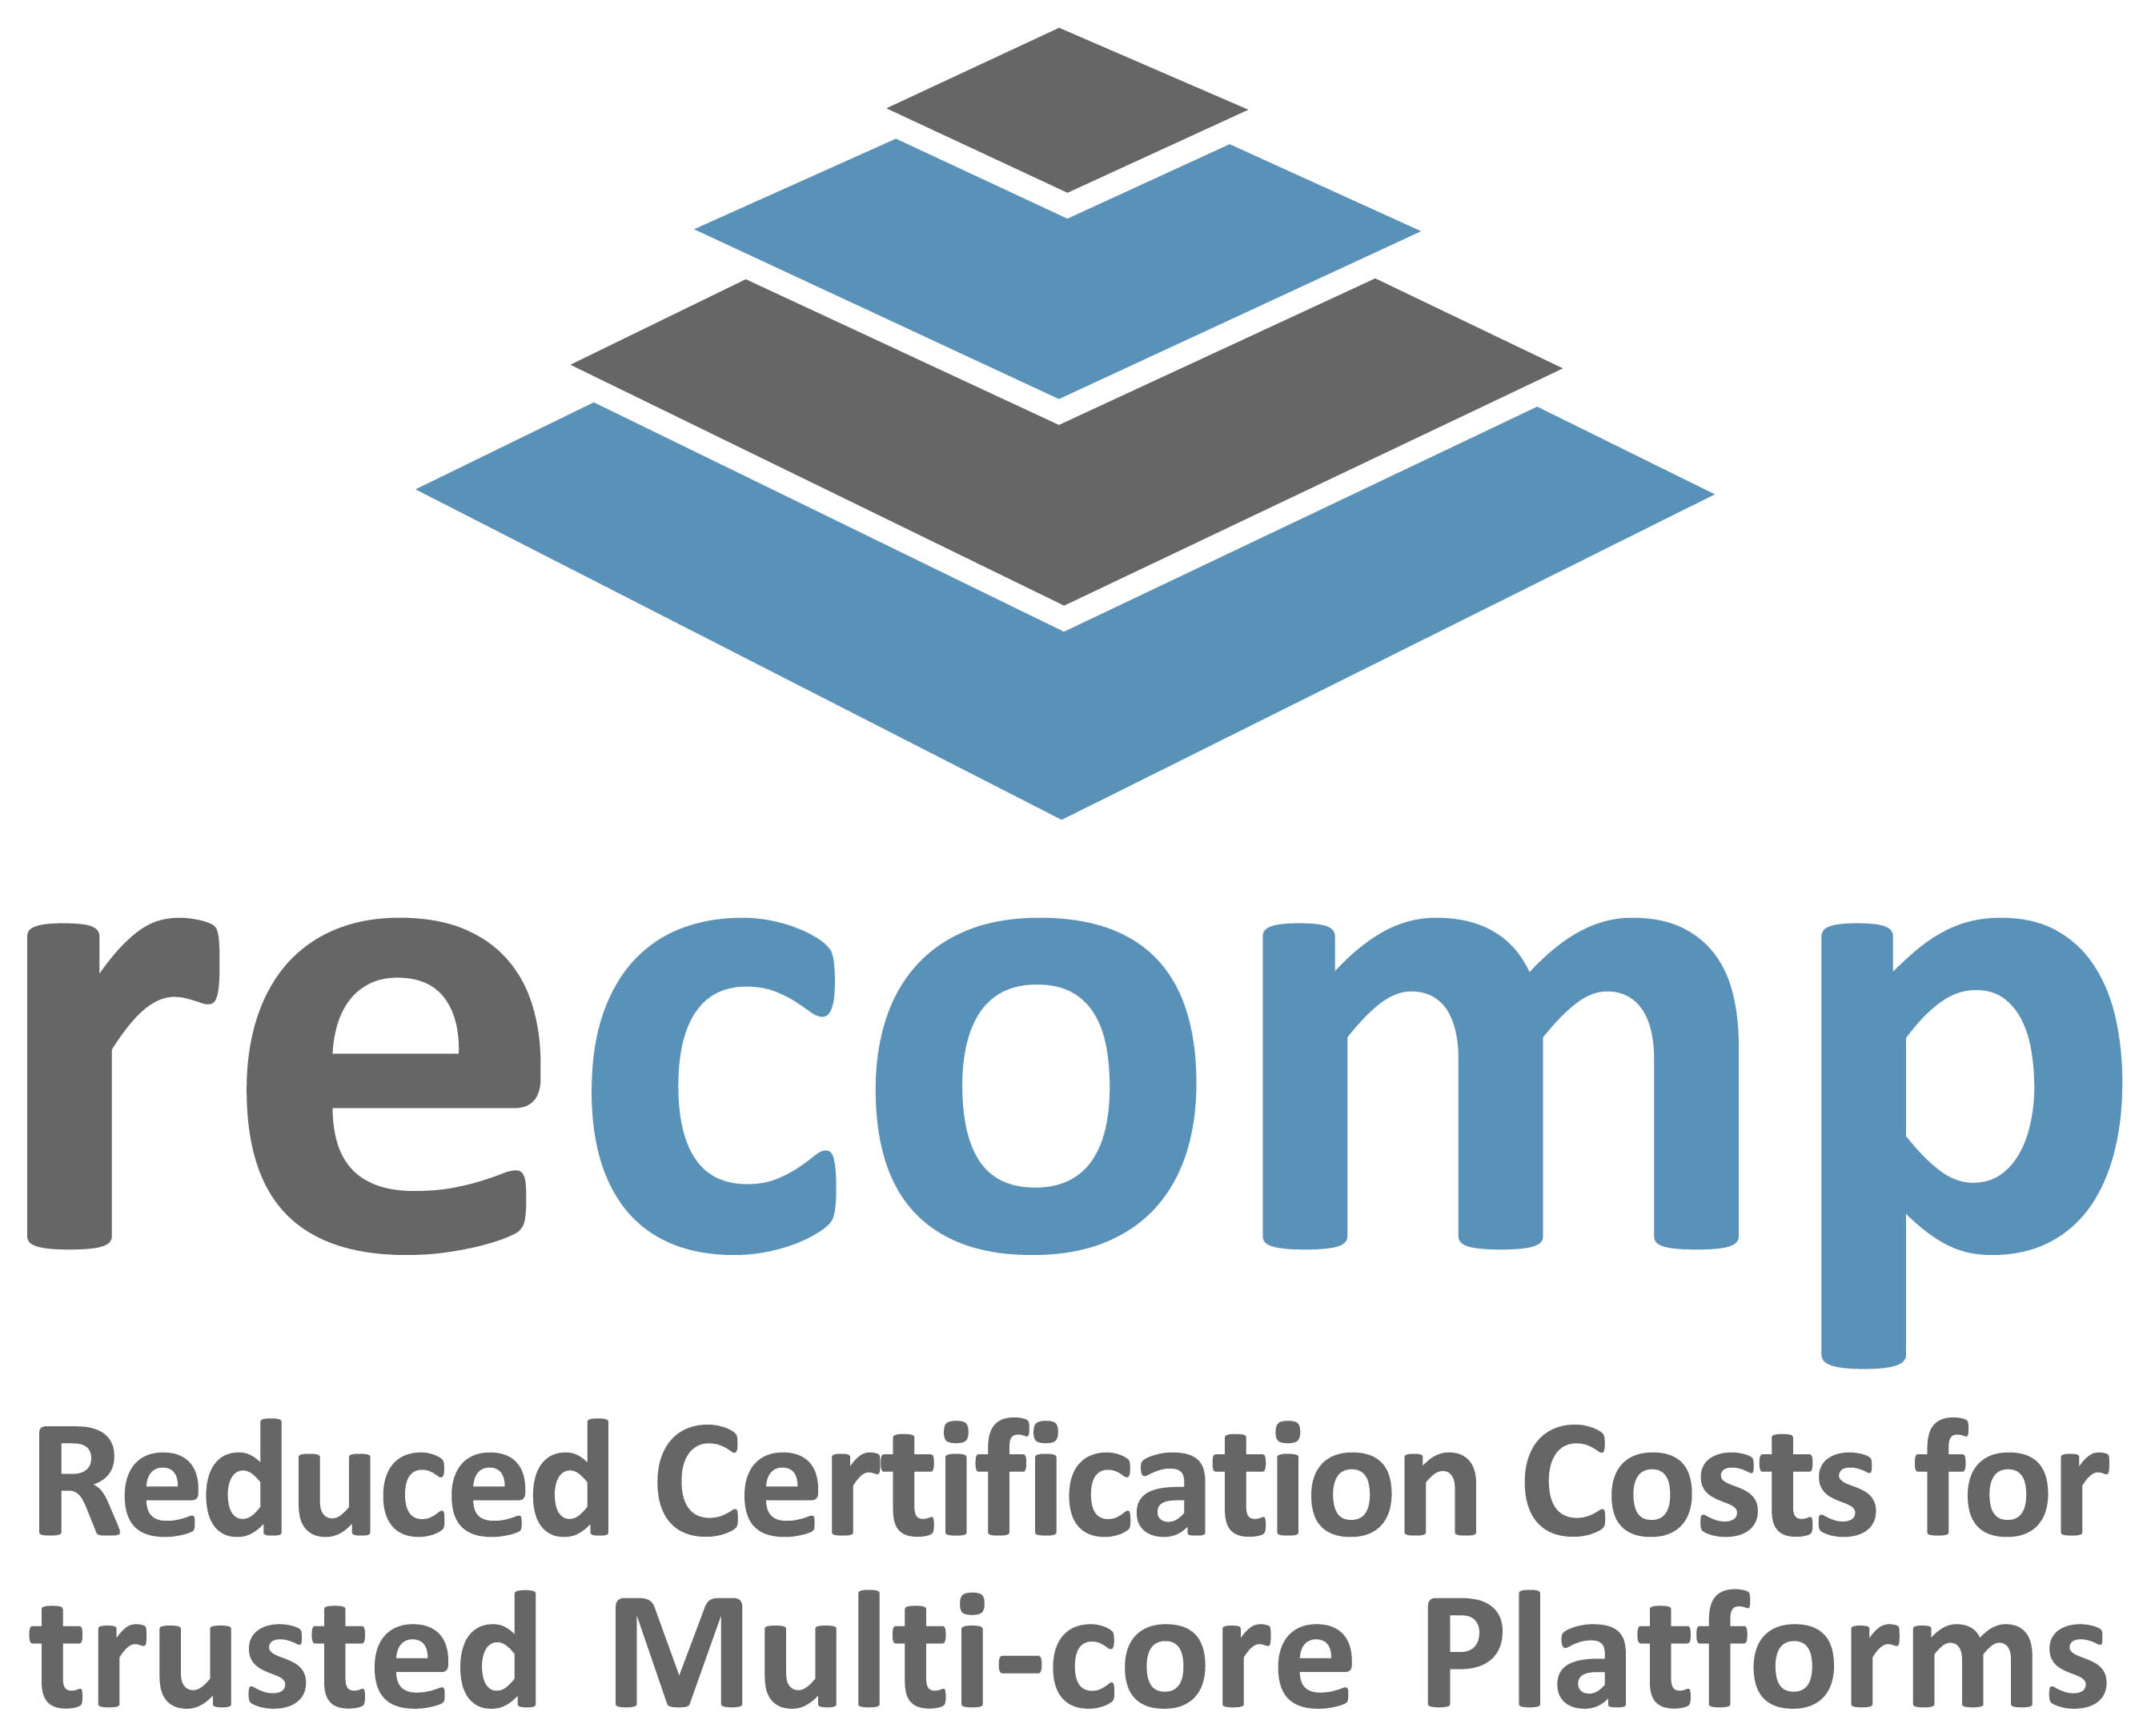 recomp
Reduced Certification Costs for
trusted Multi-core Platforms